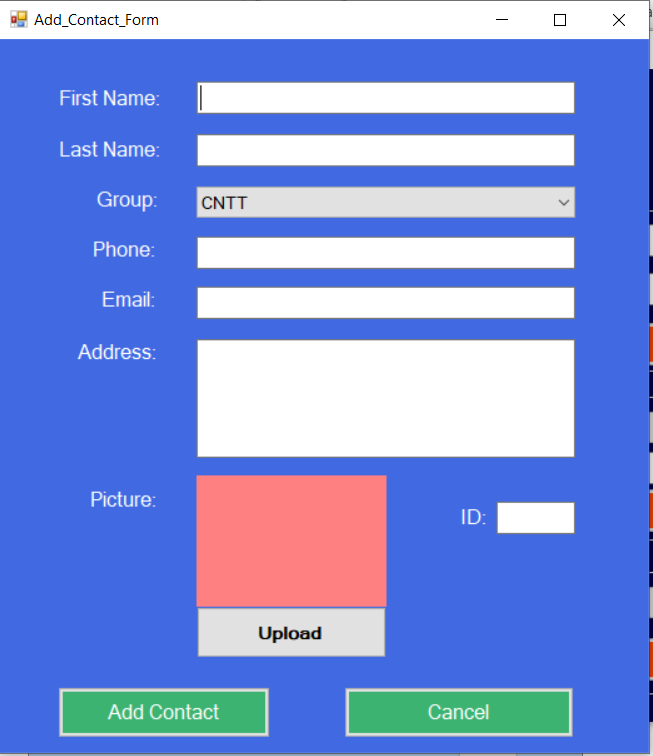 Add_Contact_Form
First Name:
Last Name:
Group: CNTT
Phone:
Email:
Address:
Picture:
ID:
Upload
Add Contact Cancel